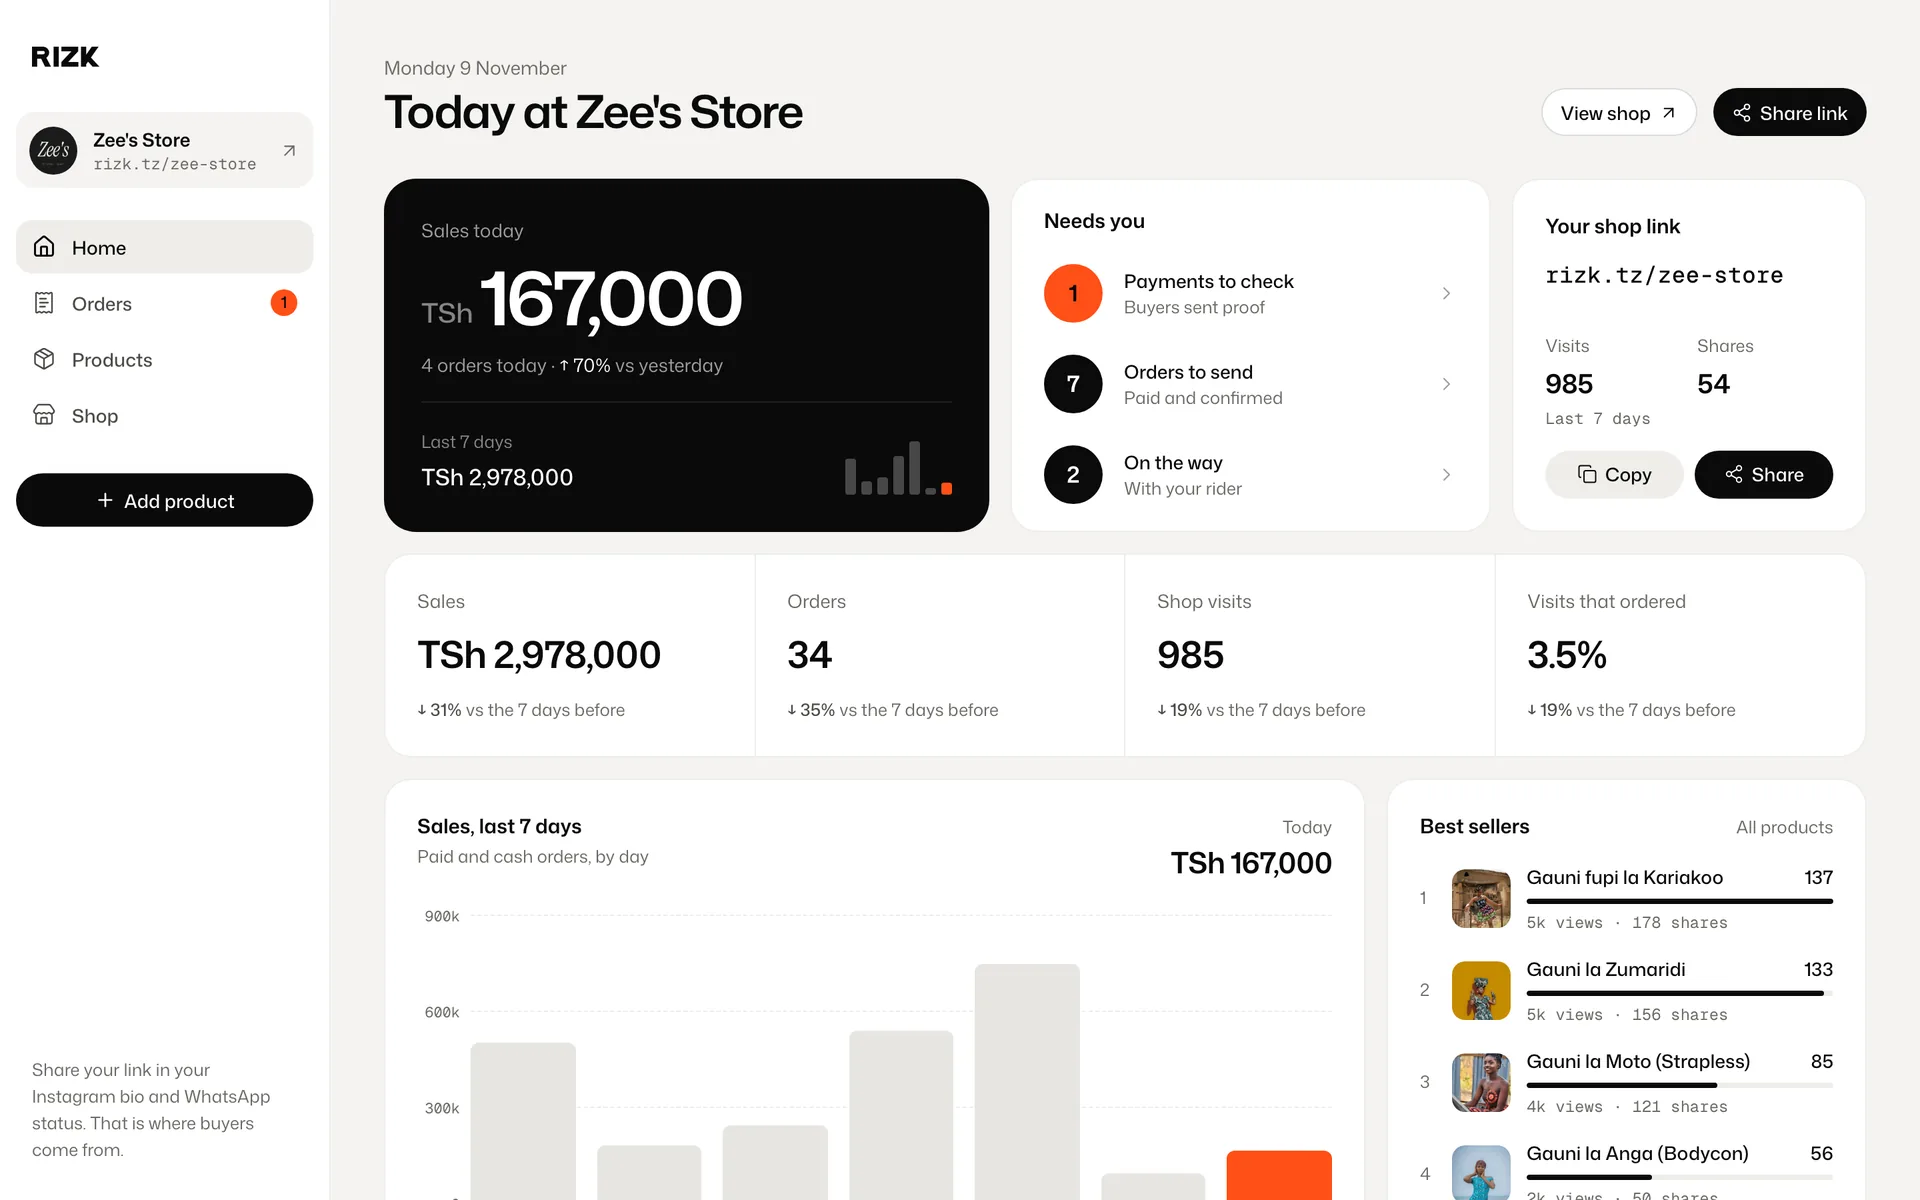 RIZK
Zee's
Zee's Store
rizk.tz/zee-store
Home
Orders
1
Products
Shop
+ Add product
Share your link in your
Instagram bio and WhatsApp
status. That is where buyers
come from.
Monday 9 November
Today at Zee's Store
View shop
Share link
Sales today
TSh 167,000
4 orders today · ↑ 70% vs yesterday
Last 7 days
TSh 2,978,000
Needs you
1
Payments to check
Buyers sent proof
7
Orders to send
Paid and confirmed
2
On the way
With your rider
Your shop link
rizk.tz/zee-store
Visits
Shares
985
54
Last 7 days
Copy
Share
Sales
TSh 2,978,000
↓ 31% vs the 7 days before
Orders
34
↓ 35% vs the 7 days before
Shop visits
985
↓ 19% vs the 7 days before
Visits that ordered
3.5%
↓ 19% vs the 7 days before
Sales, last 7 days
Paid and cash orders, by day
Today
TSh 167,000
900k
600k
300k
Best sellers
All products
1
Gauni fupi la Kariakoo
137
5k views · 178 shares
2
Gauni la Zumaridi
133
5k views · 156 shares
3
Gauni la Moto (Strapless)
85
4k views · 121 shares
4
Gauni la Anga (Bodycon)
56
2k views · 50 shares